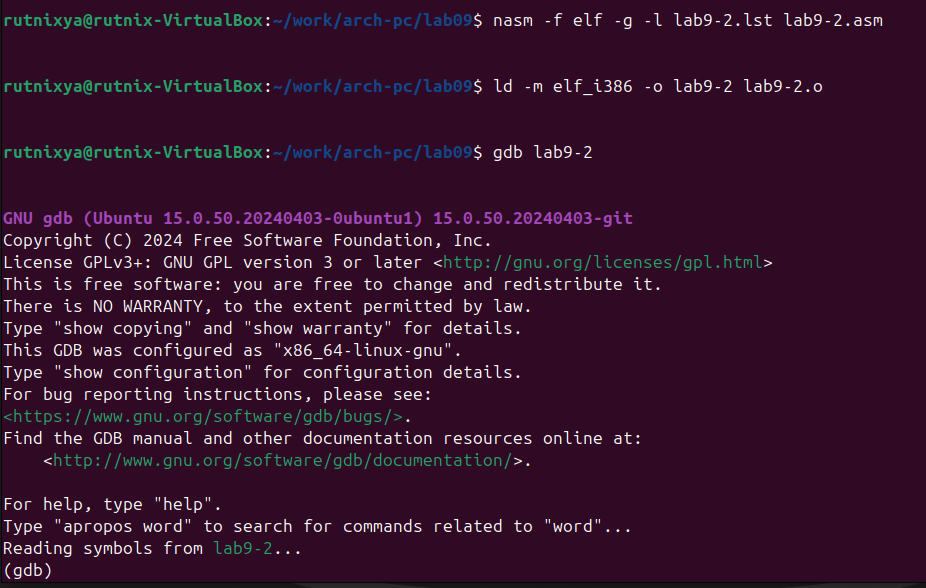 rutnixya@rutnix-VirtualBox:~/work/arch-pc/lab09$ nasm -f elf -g -l lab9-2.lst lab9-2.asm
rutnixya@rutnix-VirtualBox:~/work/arch-pc/lab09$ ld -m elf_i386 -o lab9-2 lab9-2.o
rutnixya@rutnix-VirtualBox:~/work/arch-pc/lab09$ gdb lab9-2
GNU gdb (Ubuntu 15.0.50.20240403-0ubuntu1) 15.0.50.20240403-git
Copyright (C) 2024 Free Software Foundation, Inc.
License GPLv3+: GNU GPL version 3 or later <http://gnu.org/licenses/gpl.html>
This is free software: you are free to change and redistribute it.
There is NO WARRANTY, to the extent permitted by law.
Type "show copying" and "show warranty" for details.
This GDB was configured as "x86_64-linux-gnu".
Type "show configuration" for configuration details.
For bug reporting instructions, please see:
<https://www.gnu.org/software/gdb/bugs/>.
Find the GDB manual and other documentation resources online at:
    <http://www.gnu.org/software/gdb/documentation/>.
For help, type "help".
Type "apropos word" to search for commands related to "word"...
Reading symbols from lab9-2...
(gdb)